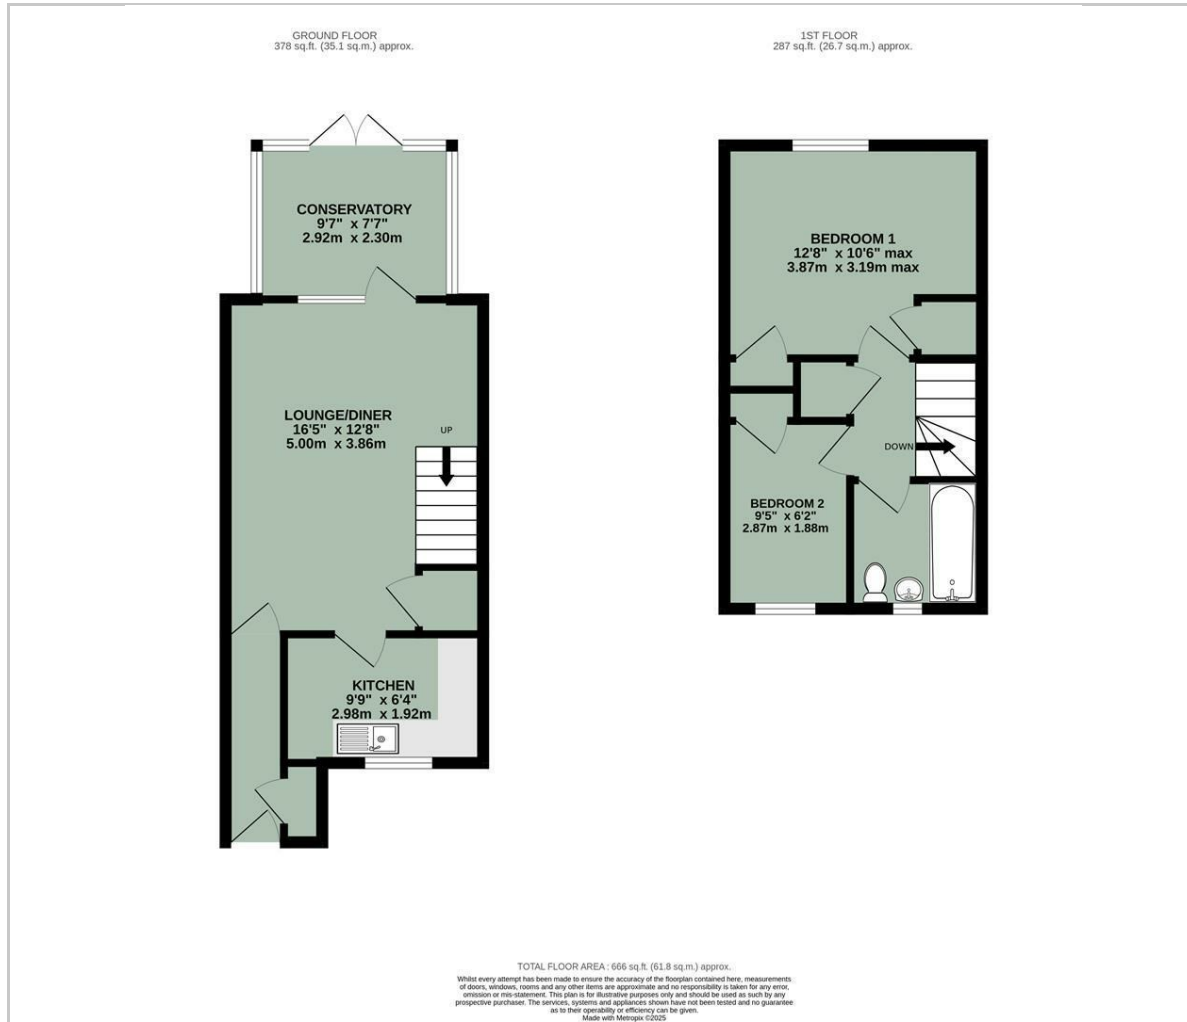 GROUND FLOOR
378 sq.ft. (35.1 sq.m.) approx.
1ST FLOOR
287 sq.ft. (26.7 sq.m.) approx.
CONSERVATORY
9'7" x 7'7"
2.92m x 2.30m
LOUNGE/DINER
16'5" x 12'8"
5.00m x 3.86m
UP
KITCHEN
9'9" x 6'4"
2.98m x 1.92m
BEDROOM 1
12'8" x 10'6" max
3.87m x 3.19m max
DOWN
BEDROOM 2
9'5" x 6'2"
2.87m x 1.88m
TOTAL FLOOR AREA : 666 sq.ft. (61.8 sq.m.) approx.
Whilst every attempt has been made to ensure the accuracy of the floorplan contained here, measurements
of doors, windows, rooms and any other items are approximate and no responsibility is taken for any error,
omission or mis-statement. This plan is for illustrative purposes only and should be used as such by any
prospective purchaser. The services, systems and appliances shown have not been tested and no guarantee
as to their operability or efficiency can be given.
Made with Metropix ©2025